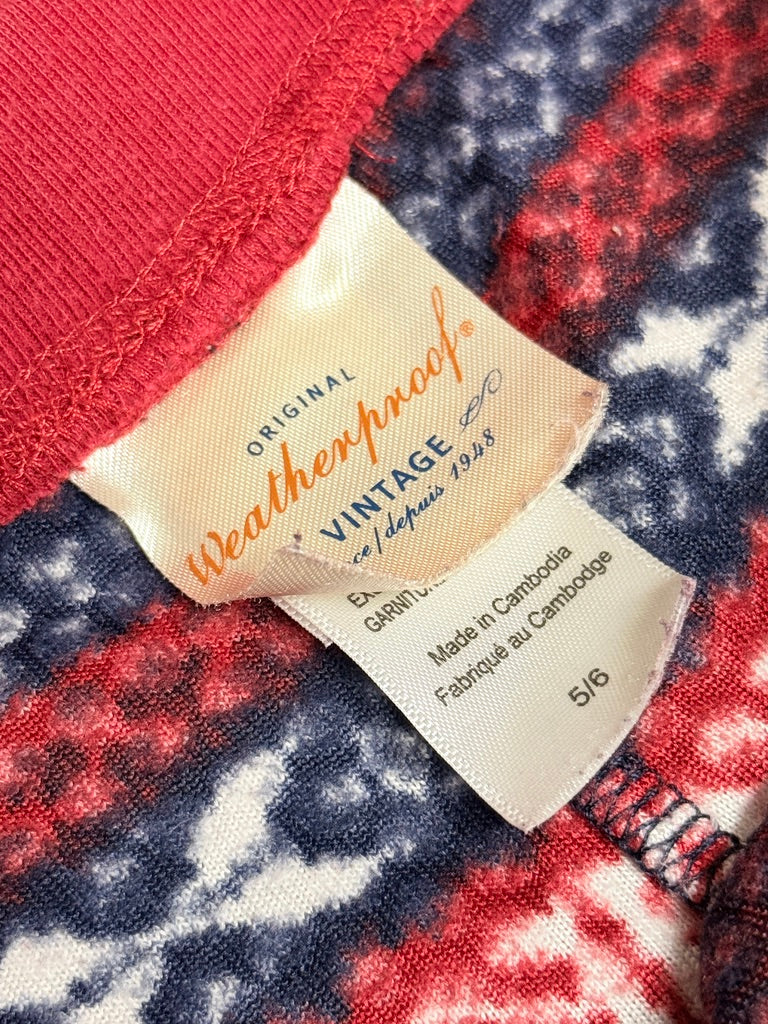 ORIGINAL
Weatherproof®
VINTAGE
/depuis 1948
Made in Cambodia
Fabriqué au Cambodge
5/6